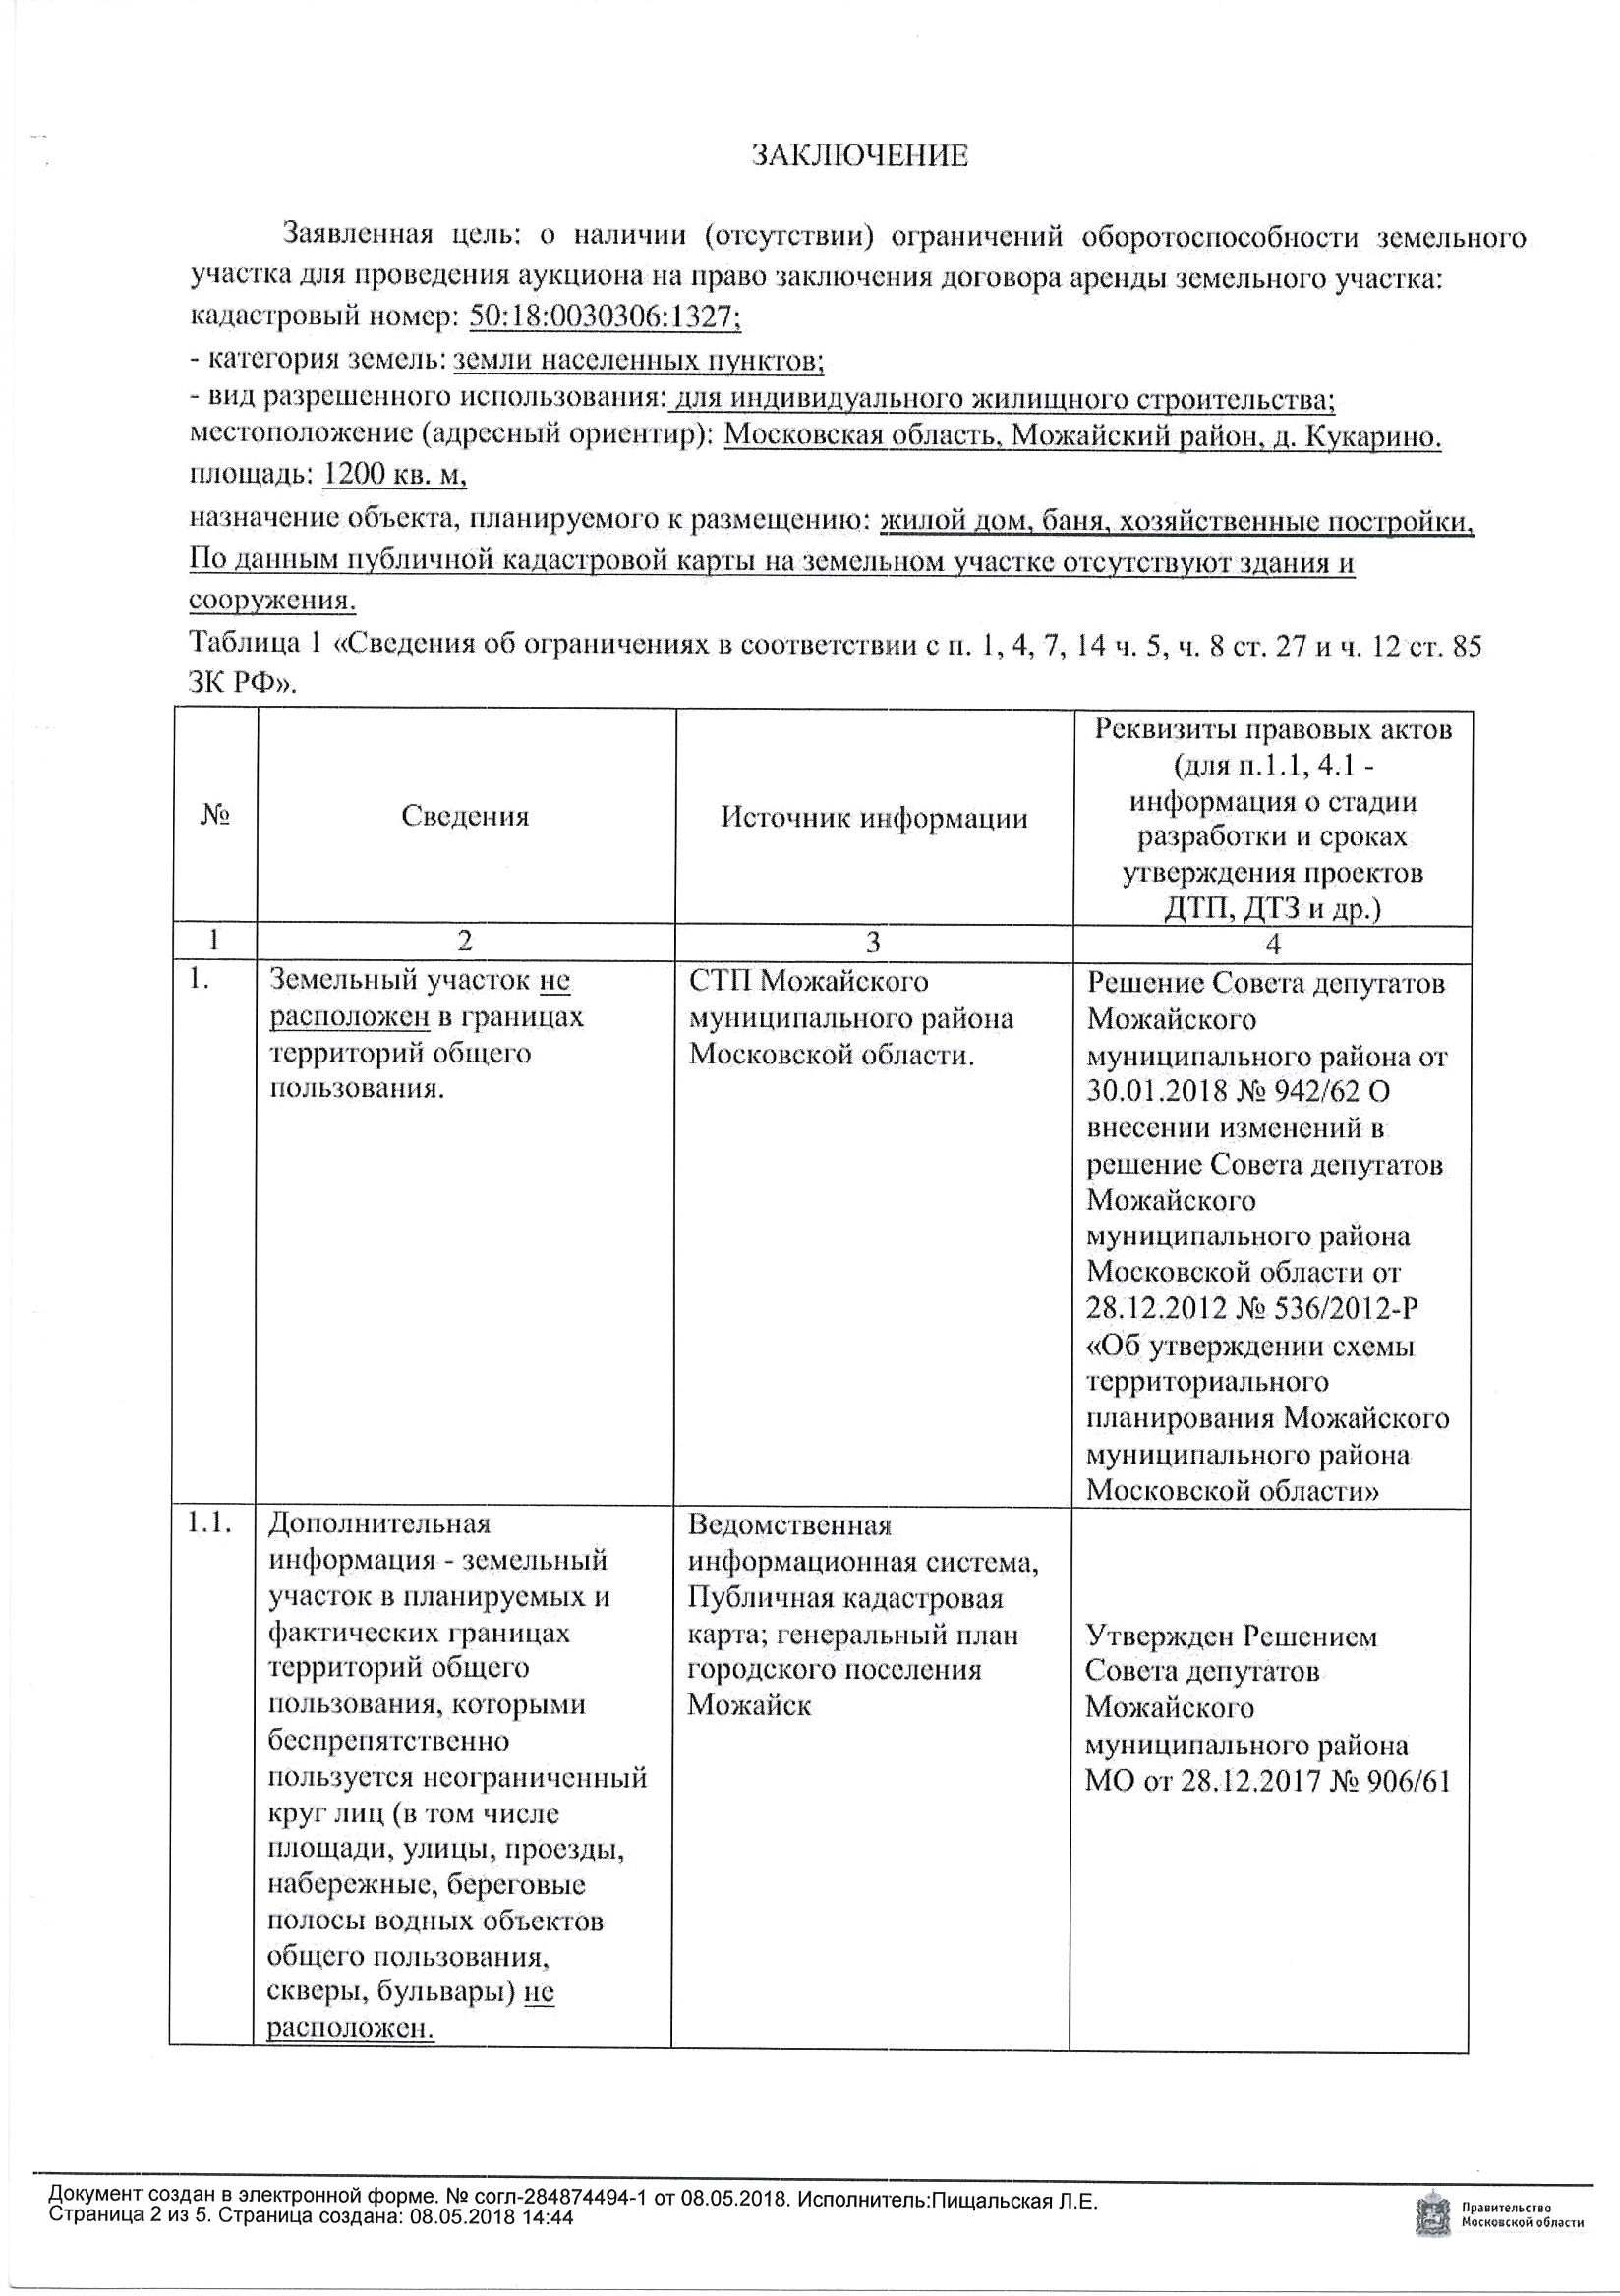 ЗАКЛЮЧЕНИЕ
Заявленная цель: о наличии (отсутствии) ограничений оборотоспособности земельного
участка для проведения аукциона на право заключения договора аренды земельного участка:
кадастровый номер: 50:18:0030306:1327;
- категория земель: земли населенных пунктов;
- вид разрешенного использования: для индивидуального жилищного строительства;
местоположение (адресный ориентир): Московская область, Можайский район, д. Кукарино.
площадь: 1200 кв. м,
назначение объекта, планируемого к размещению: жилой дом, баня, хозяйственные постройки,
По данным публичной кадастровой карты на земельном участке отсутствуют здания и
сооружения.
Таблица 1 «Сведения об ограничениях в соответствии с п. 1, 4, 7, 14 ч. 5, ч. 8 ст. 27 и ч. 12 ст. 85
ЗК РФ».
№
Сведения
Источник информации
Реквизиты правовых актов
(для п.1.1, 4.1 -
информация о стадии
разработки и сроках
утверждения проектов
ДТП, ДТЗ и др.)
1
2
3
4
1.
Земельный участок не
расположен в границах
территорий общего
пользования.
СТП Можайского
муниципального района
Московской области.
Решение Совета депутатов
Можайского
муниципального района от
30.01.2018 № 942/62 О
внесении изменений в
решение Совета депутатов
Можайского
муниципального района
Московской области от
28.12.2012 № 536/2012-Р
«Об утверждении схемы
территориального
планирования Можайского
муниципального района
Московской области»
1.1.
Дополнительная
информация - земельный
участок в планируемых и
фактических границах
территорий общего
пользования, которыми
беспрепятственно
пользуется неограниченный
круг лиц (в том числе
площади, улицы, проезды,
набережные, береговые
полосы водных объектов
общего пользования,
скверы, бульвары) не
расположен.
Ведомственная
информационная система,
Публичная кадастровая
карта; генеральный план
городского поселения
Можайск
Утвержден Решением
Совета депутатов
Можайского
муниципального района
МО от 28.12.2017 № 906/61
Документ создан в электронной форме. № согл-284874494-1 от 08.05.2018. Исполнитель:Пищальская Л.Е.
Страница 2 из 5. Страница создана: 08.05.2018 14:44
Правительство
Московской области